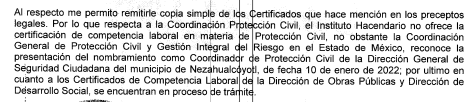 Al respecto me permito remitirle copia simple de los Certificados que hace mención en los preceptos
legales. Por lo que respecta a la Coordinación Protección Civil, el Instituto Hacendario no ofrece la
certificación de competencia laboral en materia de Protección Civil, no obstante la Coordinación
General de Protección Civil y Gestión Integral del Riesgo en el Estado de México, reconoce la
presentación del nombramiento como Coordinador de Protección Civil de la Dirección General de
Seguridad Ciudadana del municipio de Nezahualcóyotl, de fecha 10 de enero de 2022; por ultimo en
cuanto a los Certificados de Competencia Laboral de la Dirección de Obras Públicas y Dirección de
Desarrollo Social, se encuentran en proceso de trámite.